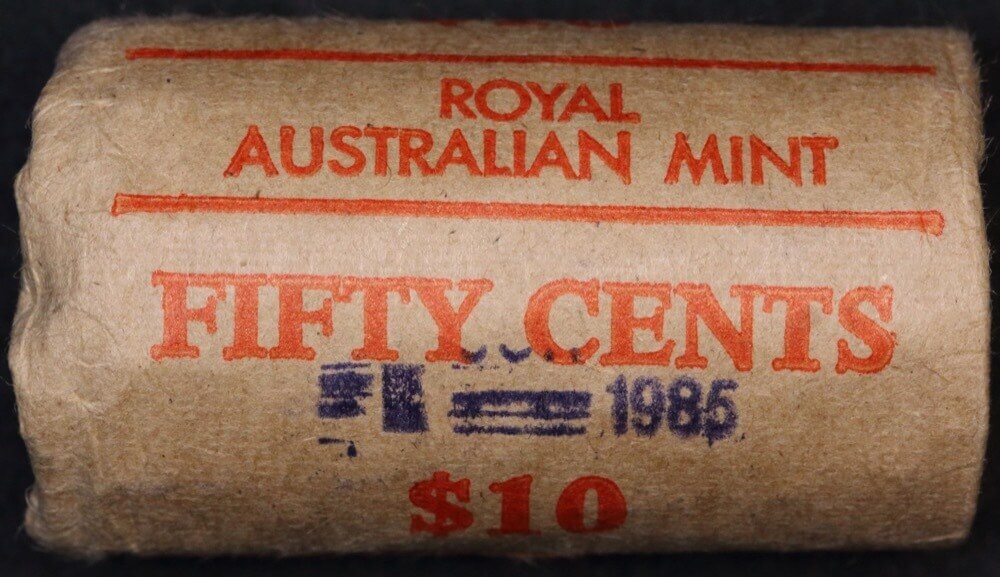 ROYAL
AUSTRALIAN MINT
FIFTY CENTS
1985
$10